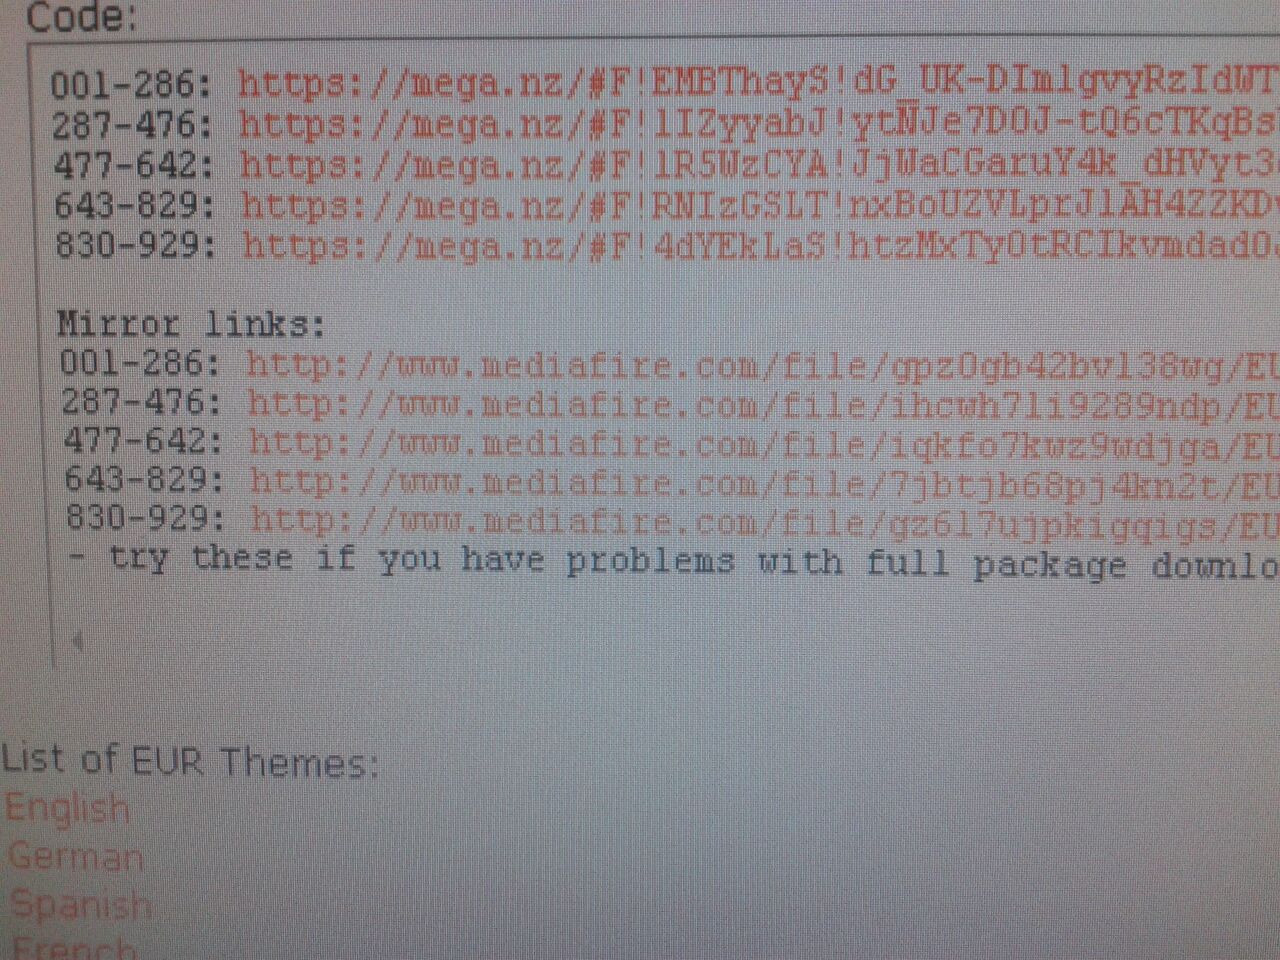 Code:
001-286: https://mega.nz/#F!EMBThayS!dG_UK-DImlgvyRzIdWT
287-476: https://mega.nz/#F!lIZyyabJ!ytNJe7DOJ-tQ6cTKqBs
477-642: https://mega.nz/#F!lR5WzCYA!JjWaCGaruY4k_dHVyt3
643-829: https://mega.nz/#F!RNIzGSLT!nxBoUZVLprJlAH4ZZKD
830-929: https://mega.nz/#F!4dYEkLaS!htzMxTyOtRCIkvmdad0
Mirror links:
001-286: http://www.mediafire.com/file/gpz0gb42bvl38wg/EU
287-476: http://www.mediafire.com/file/ihcwh7li9289ndp/EU
477-642: http://www.mediafire.com/file/iqkfo7kwz9wdjga/EU
643-829: http://www.mediafire.com/file/7jbtjb68pj4kn2t/EU
830-929: http://www.mediafire.com/file/gz6l7ujpkigqigs/EU
- try these if you have problems with full package downlo
List of EUR Themes:
English
German
Spanish
French